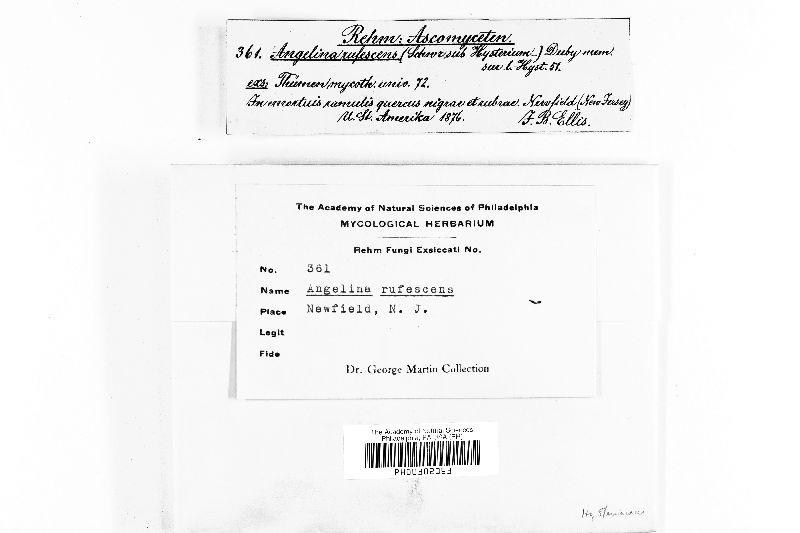 Rehm: Ascomyceten.
361. Angelina rufescens (Schw. sub Hysterium.) Duby mem.
sur l. Hyst. 51.
exs: Thümen mycoth. univ. 72.
In mortuis ramulis quercus nigrae et rubrae. Newfield (New Jersey)
U. St. Amerika 1876. J. B. Ellis.
The Academy of Natural Sciences of Philadelphia
MYCOLOGICAL HERBARIUM
Rehm Fungi Exsiccati No.
No. 361
Name Angelina rufescens
Place Newfield, N. J.
Legit
Fide
Dr. George Martin Collection
The Academy of Natural Sciences
Philadelphia, PA USA (PH)